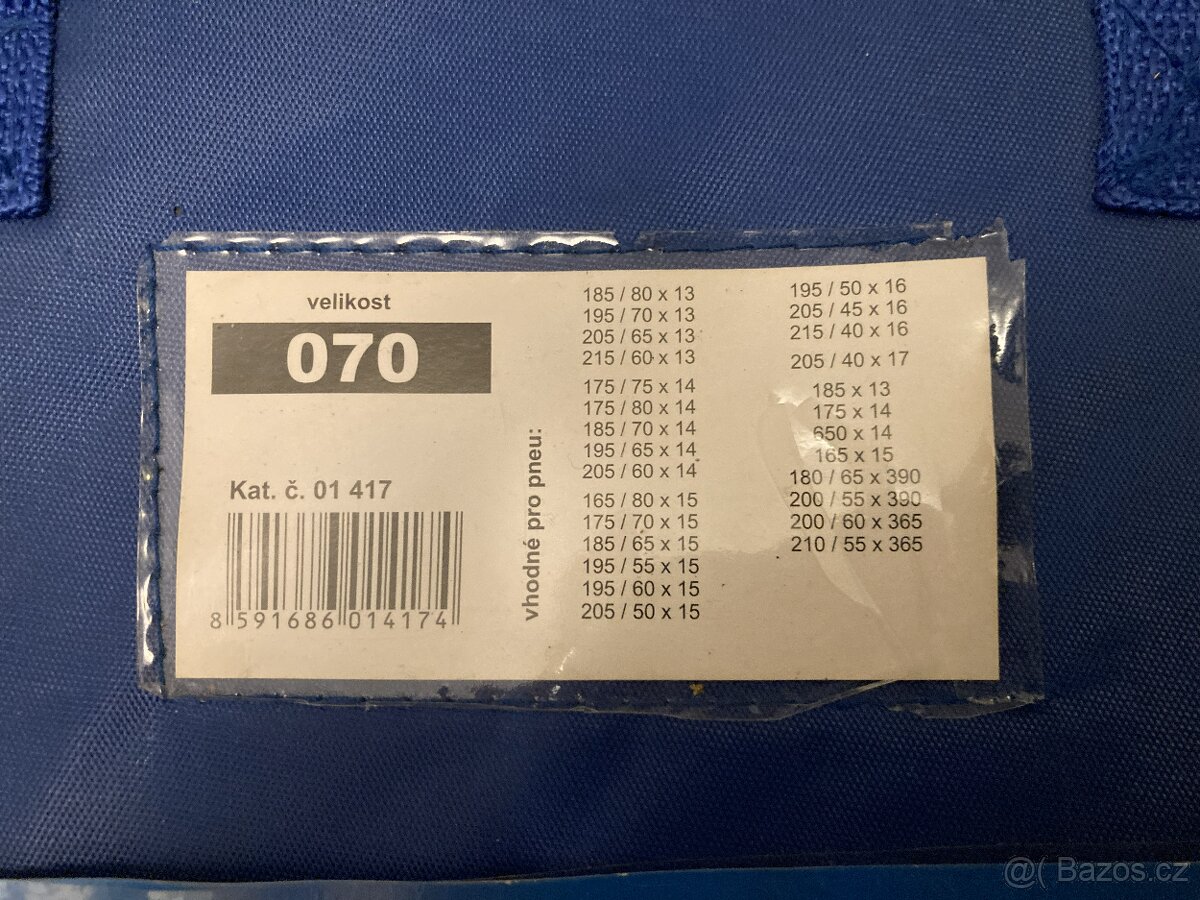 velikost
070
Kat. č. 01 417
8 591686 014174
vhodné pro pneu:
185 / 80 x 13
195 / 70 x 13
205 / 65 x 13
215 / 60 x 13
175 / 75 x 14
175 / 80 x 14
185 / 70 x 14
195 / 65 x 14
205 / 60 x 14
165 / 80 x 15
175 / 70 x 15
185 / 65 x 15
195 / 55 x 15
195 / 60 x 15
205 / 50 x 15
195 / 50 x 16
205 / 45 x 16
215 / 40 x 16
205 / 40 x 17
185 x 13
175 x 14
650 x 14
165 x 15
180 / 65 x 390
200 / 55 x 390
200 / 60 x 365
210 / 55 x 365
@( Bazos.cz